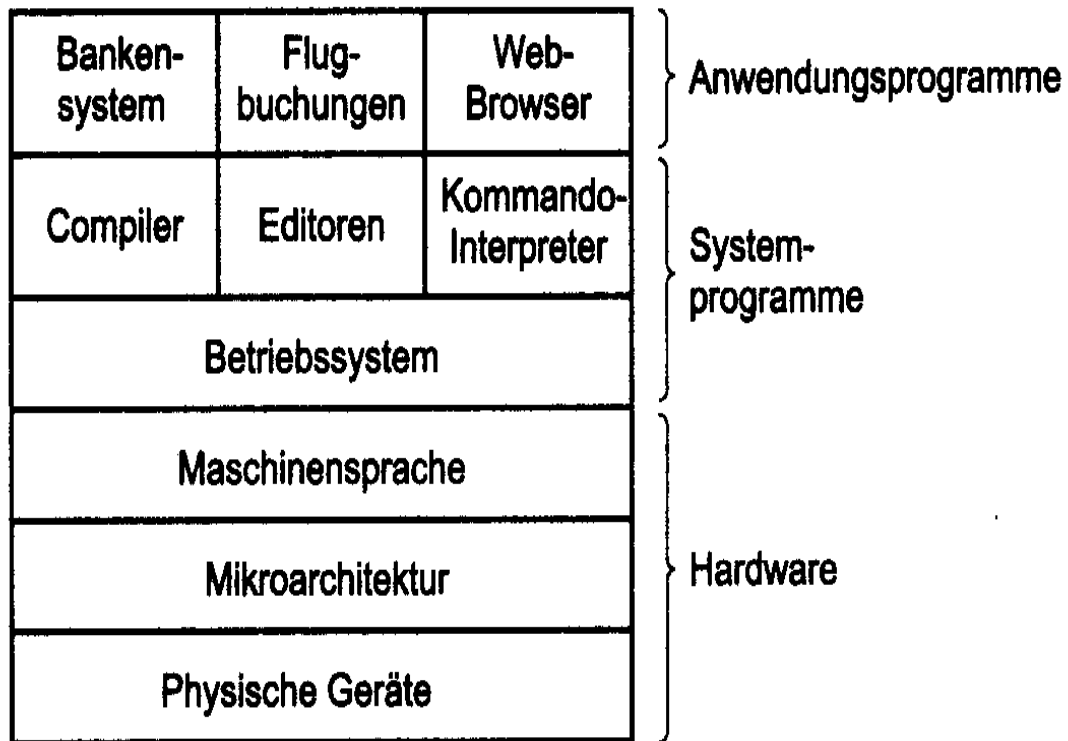 Banken-
system
Flug-
buchungen
Web-
Browser
Anwendungsprogramme
Compiler
Editoren
Kommando-
Interpreter
System-
programme
Betriebssystem
Maschinensprache
Mikroarchitektur
Hardware
Physische Geräte